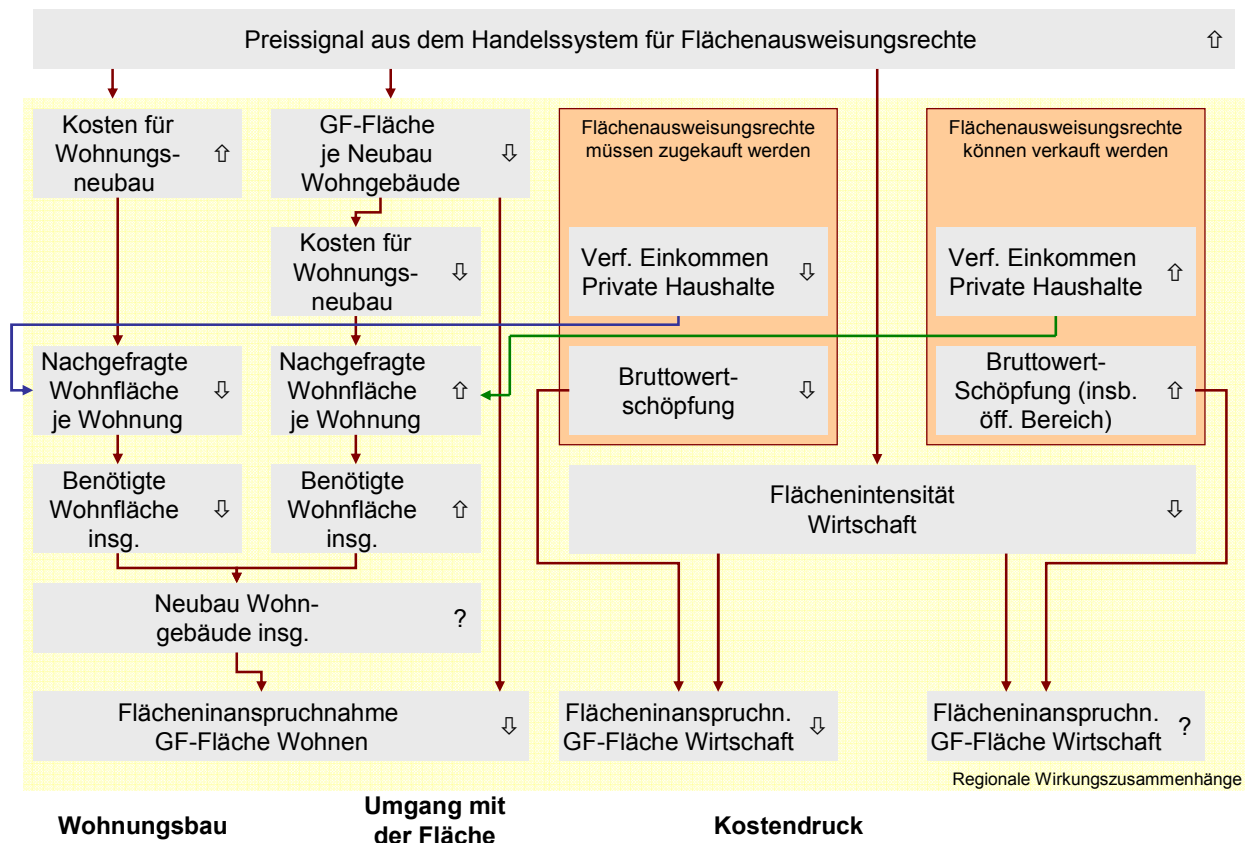 Preissignal aus dem Handelssystem für Flächenausweisungsrechte ⇧
Kosten für
Wohnungs- ⇧
neubau
GF-Fläche
je Neubau ⇩
Wohngebäude
Flächenausweisungsrechte
müssen zugekauft werden
Flächenausweisungsrechte
können verkauft werden
Kosten für
Wohnungs- ⇩
neubau
Verf. Einkommen ⇩
Private Haushalte
Verf. Einkommen ⇧
Private Haushalte
Nachgefragte
Wohnfläche ⇩
je Wohnung
Nachgefragte
Wohnfläche ⇧
je Wohnung
Bruttowert- ⇩
schöpfung
Bruttowert-
Schöpfung (insb. ⇧
öff. Bereich)
Benötigte
Wohnfläche ⇩
insg.
Benötigte
Wohnfläche ⇧
insg.
Flächenintensität ⇩
Wirtschaft
Neubau Wohn- ?
gebäude insg.
Flächeninanspruchnahme ⇩
GF-Fläche Wohnen
Flächeninanspruchn. ⇩
GF-Fläche Wirtschaft
Flächeninanspruchn. ?
GF-Fläche Wirtschaft
Regionale Wirkungszusammenhänge
Wohnungsbau
Umgang mit
der Fläche
Kostendruck